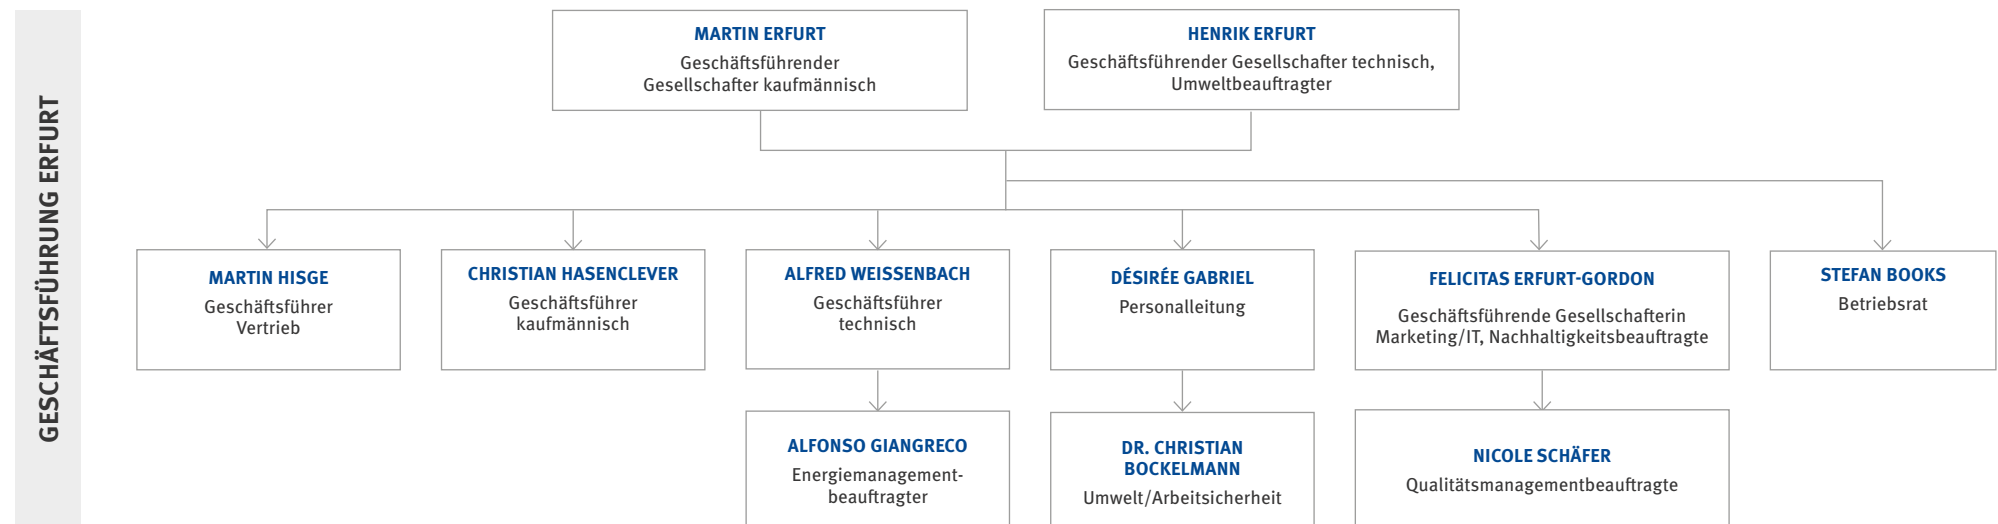 GESCHÄFTSFÜHRUNG ERFURT
MARTIN ERFURT
Geschäftsführender
Gesellschafter kaufmännisch
HENRIK ERFURT
Geschäftsführender Gesellschafter technisch,
Umweltbeauftragter
MARTIN HISGE
Geschäftsführer
Vertrieb
CHRISTIAN HASENCLEVER
Geschäftsführer
kaufmännisch
ALFRED WEISSENBACH
Geschäftsführer
technisch
DÉSIRÉE GABRIEL
Personalleitung
FELICITAS ERFURT-GORDON
Geschäftsführende Gesellschafterin
Marketing/IT, Nachhaltigkeitsbeauftragte
STEFAN BOOKS
Betriebsrat
ALFONSO GIANGRECO
Energiemanagement-
beauftragter
DR. CHRISTIAN
BOCKELMANN
Umwelt/Arbeitsicherheit
NICOLE SCHÄFER
Qualitätsmanagementbeauftragte